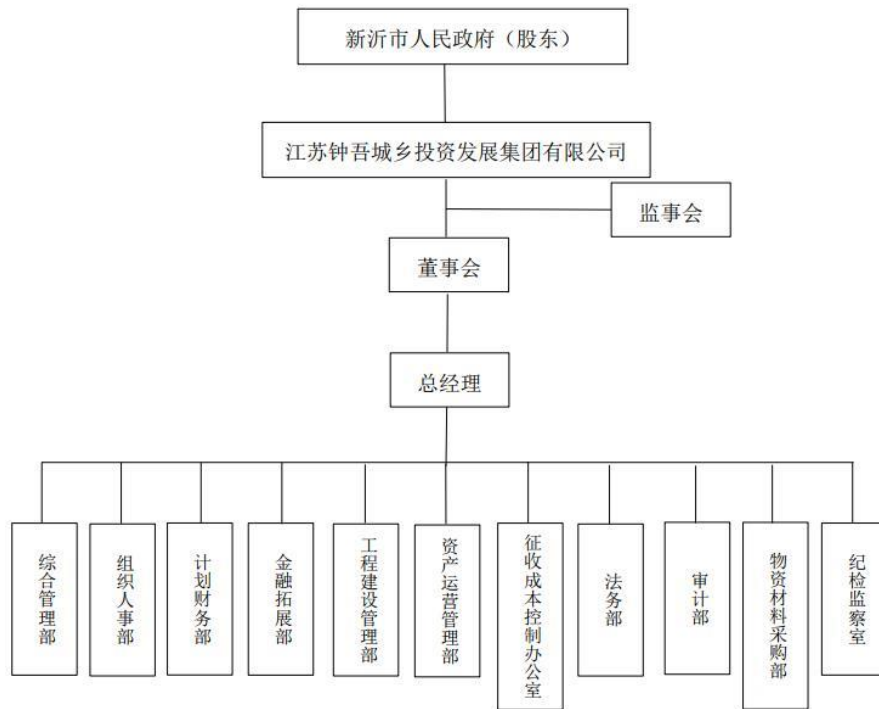 新沂市人民政府（股东）
江苏钟吾城乡投资发展集团有限公司
监事会
董事会
总经理
综合管理部
组织人事部
计划财务部
金融拓展部
工程建设管理部
资产运营管理部
征收成本控制办公室
法务部
审计部
物资材料采购部
纪检监察室